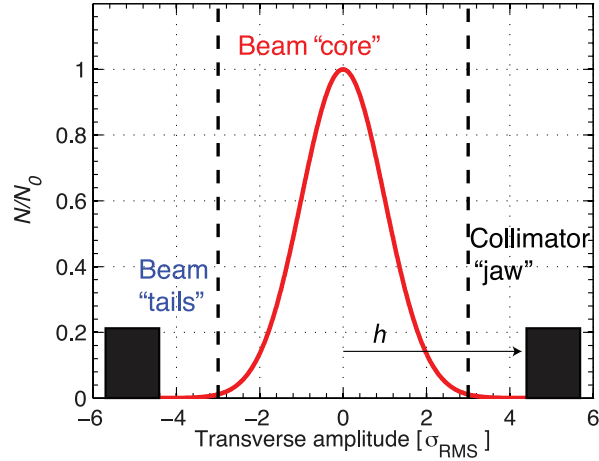 Beam “core”
1
0.8
0.6
0.4
0.2
0
N/N0
Beam
“tails”
Collimator
“jaw”
h
−6
−4
−2
0
2
4
6
Transverse amplitude [σRMS]